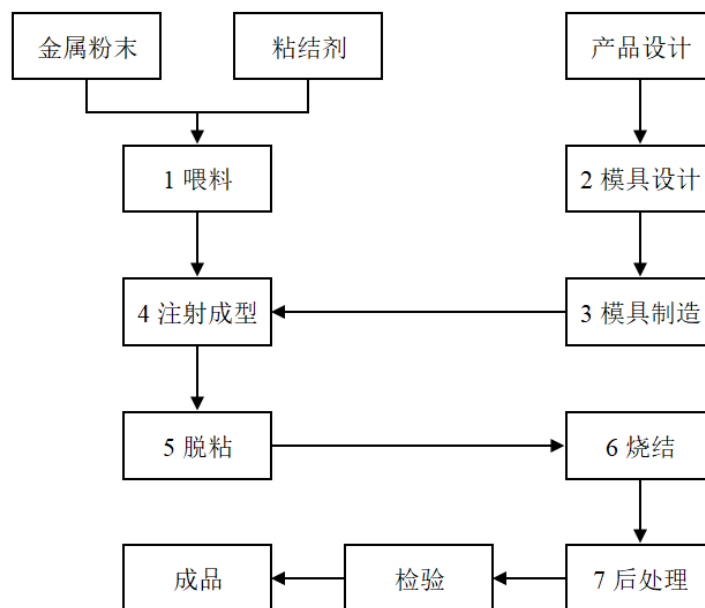 金属粉末
粘结剂
产品设计
1 喂料
2 模具设计
4 注射成型
3 模具制造
5 脱粘
6 烧结
成品
检验
7 后处理